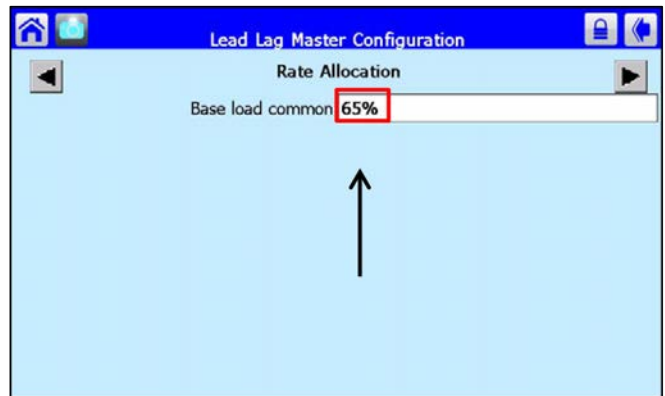 Lead Lag Master Configuration
Rate Allocation
Base load common 65%